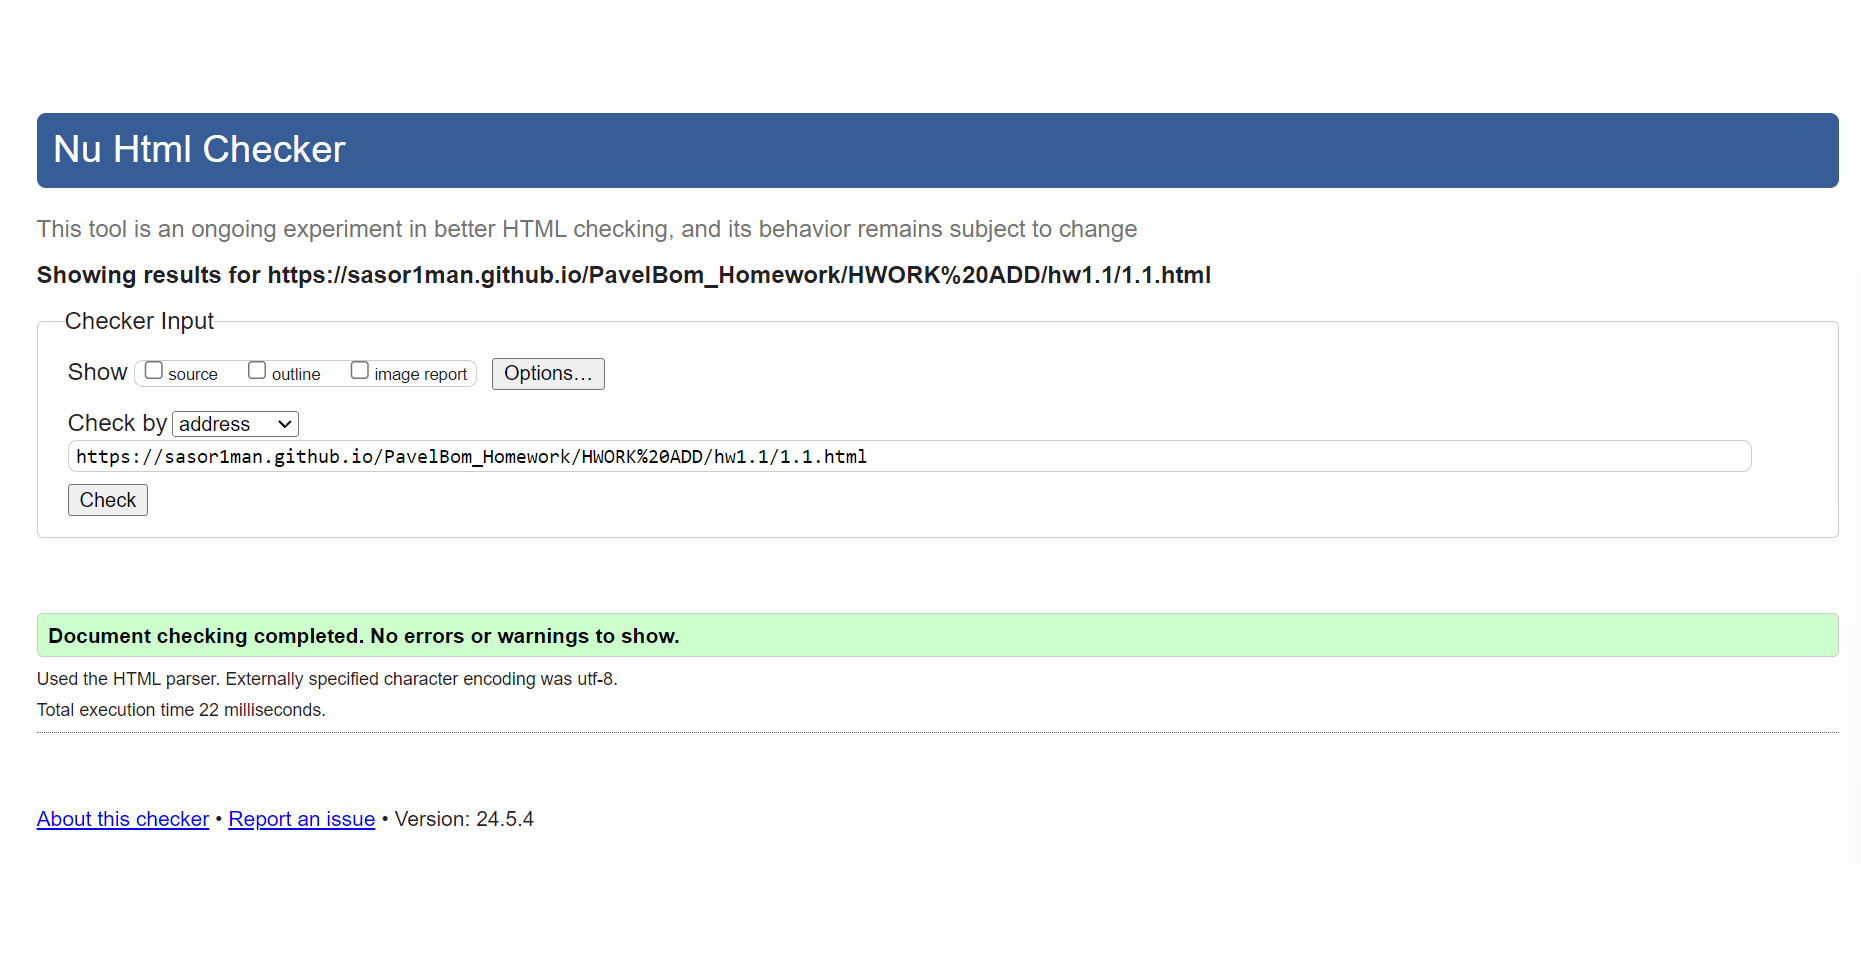 Nu Html Checker
This tool is an ongoing experiment in better HTML checking, and its behavior remains subject to change
Showing results for https://sasor1man.github.io/PavelBom_Homework/HWORK%20ADD/hw1.1/1.1.html
Checker Input
Show source outline image report Options…
Check by address
https://sasor1man.github.io/PavelBom_Homework/HWORK%20ADD/hw1.1/1.1.html
Check
Document checking completed. No errors or warnings to show.
Used the HTML parser. Externally specified character encoding was utf-8.
Total execution time 22 milliseconds.
About this checker • Report an issue • Version: 24.5.4